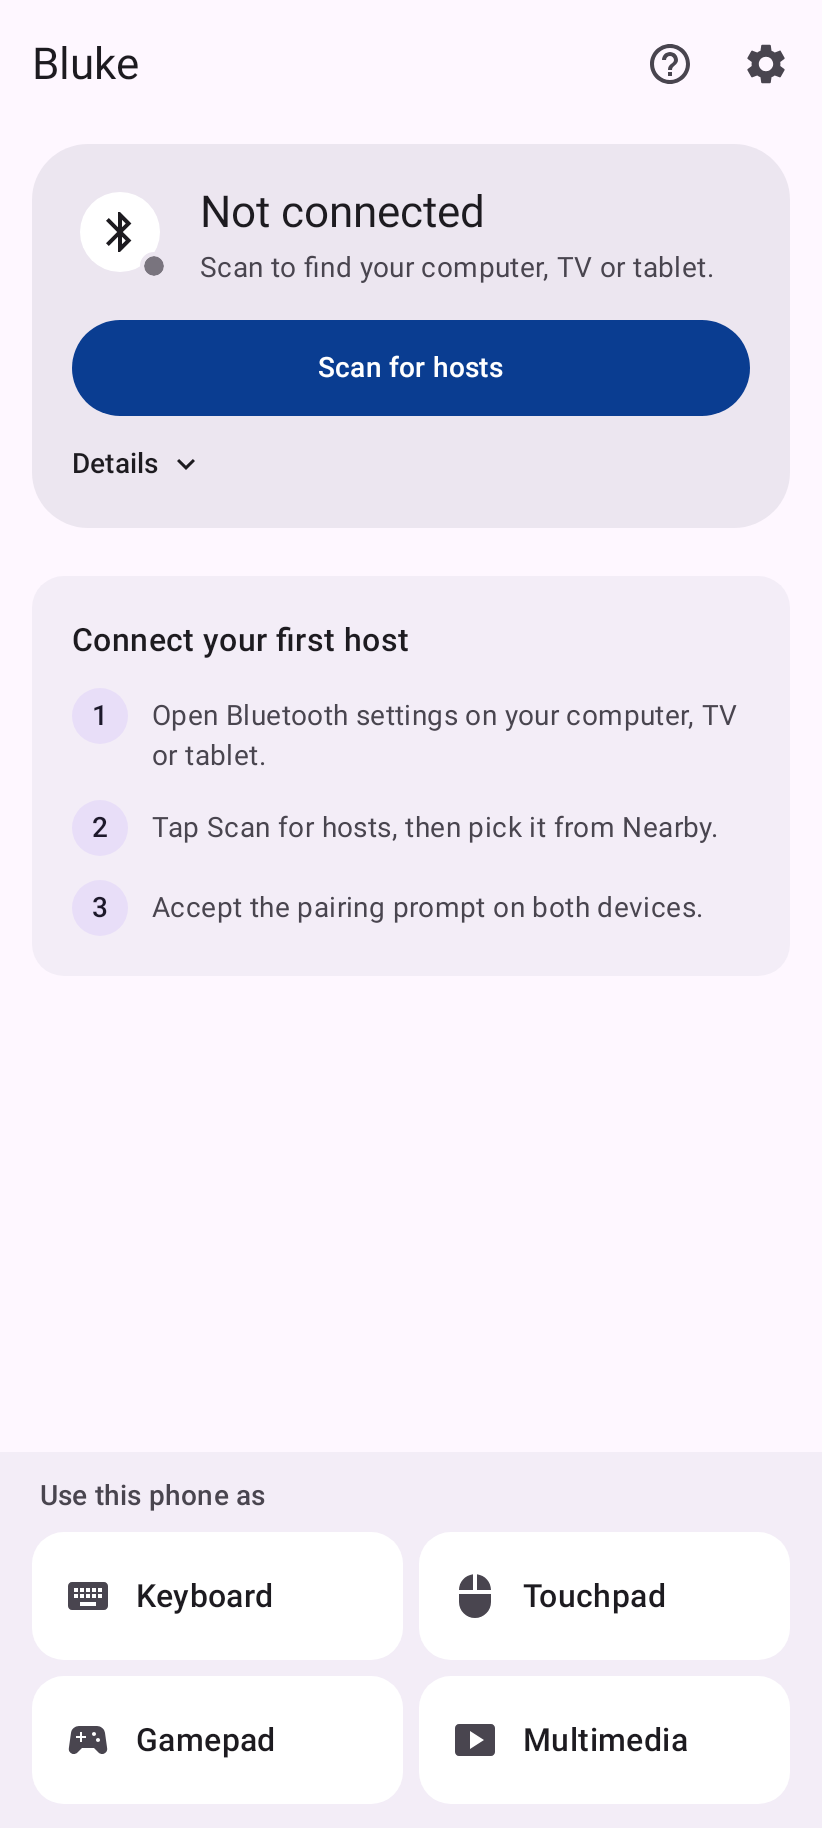 Bluke
Not connected
Scan to find your computer, TV or tablet.
Scan for hosts
Details
Connect your first host
1 Open Bluetooth settings on your computer, TV
or tablet.
2 Tap Scan for hosts, then pick it from Nearby.
3 Accept the pairing prompt on both devices.
Use this phone as
Keyboard
Touchpad
Gamepad
Multimedia